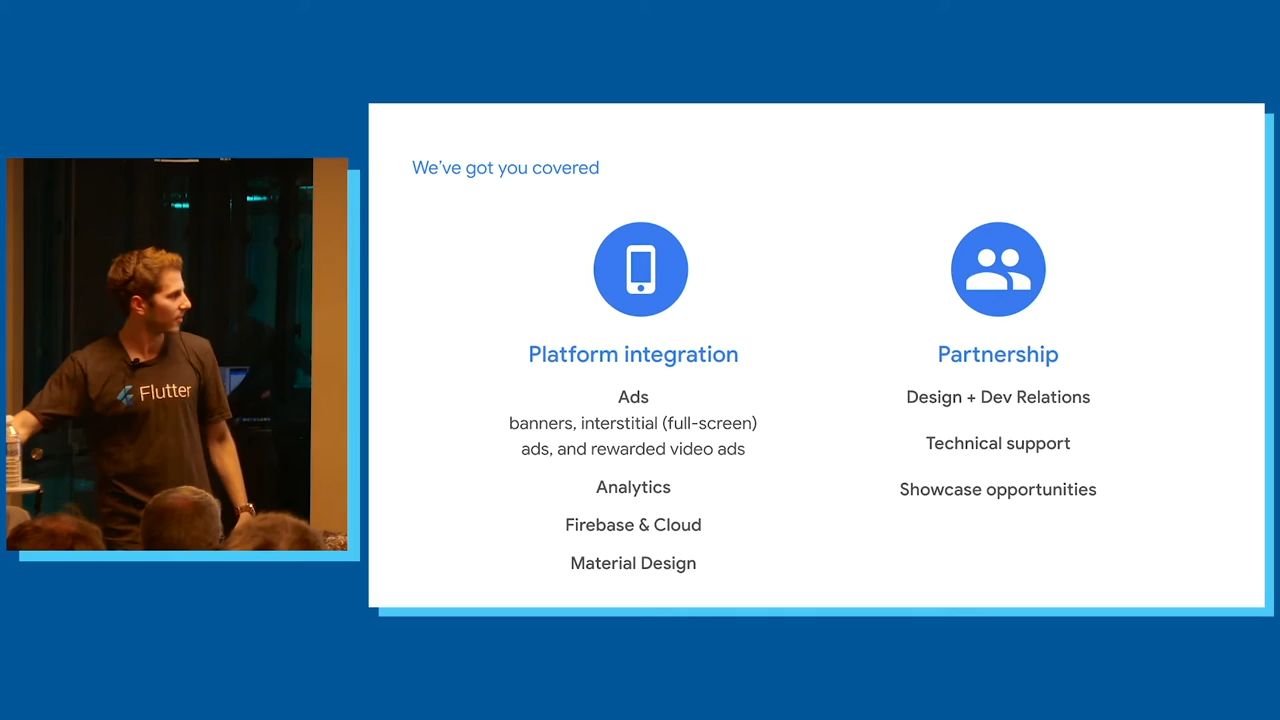 We've got you covered
Platform integration
Ads
banners, interstitial (full-screen)
ads, and rewarded video ads
Analytics
Firebase & Cloud
Material Design
Partnership
Design + Dev Relations
Technical support
Showcase opportunities
Flutter